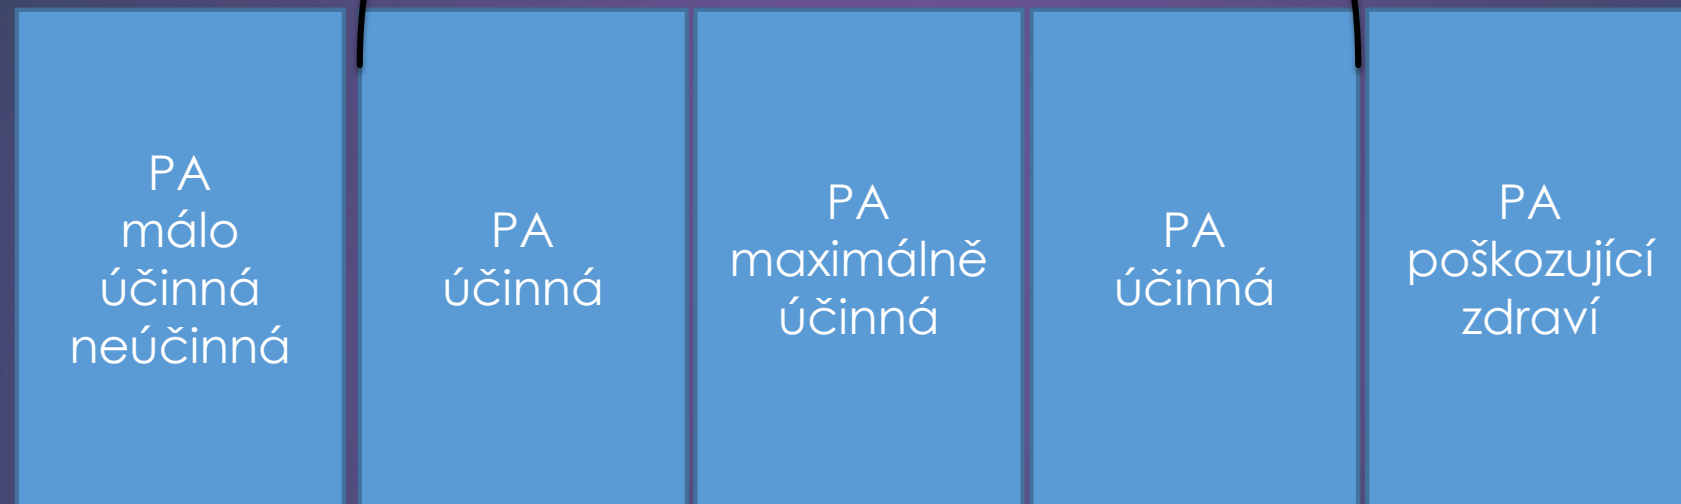 PA
málo
účinná
neúčinná
PA
účinná
PA
maximálně
účinná
PA
účinná
PA
poškozující
zdraví